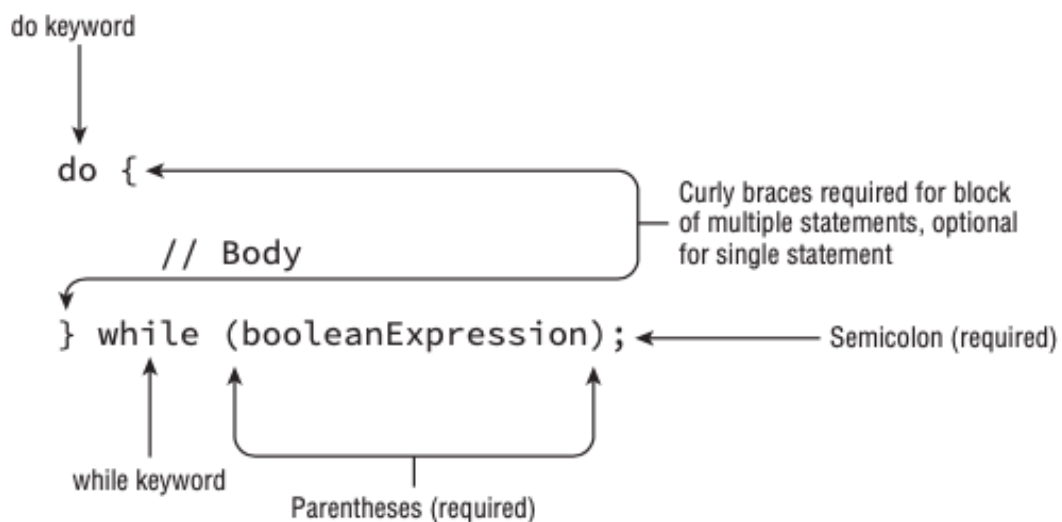 do keyword
do {
Curly braces required for block
of multiple statements, optional
for single statement
// Body
} while (booleanExpression);
Semicolon (required)
while keyword
Parentheses (required)